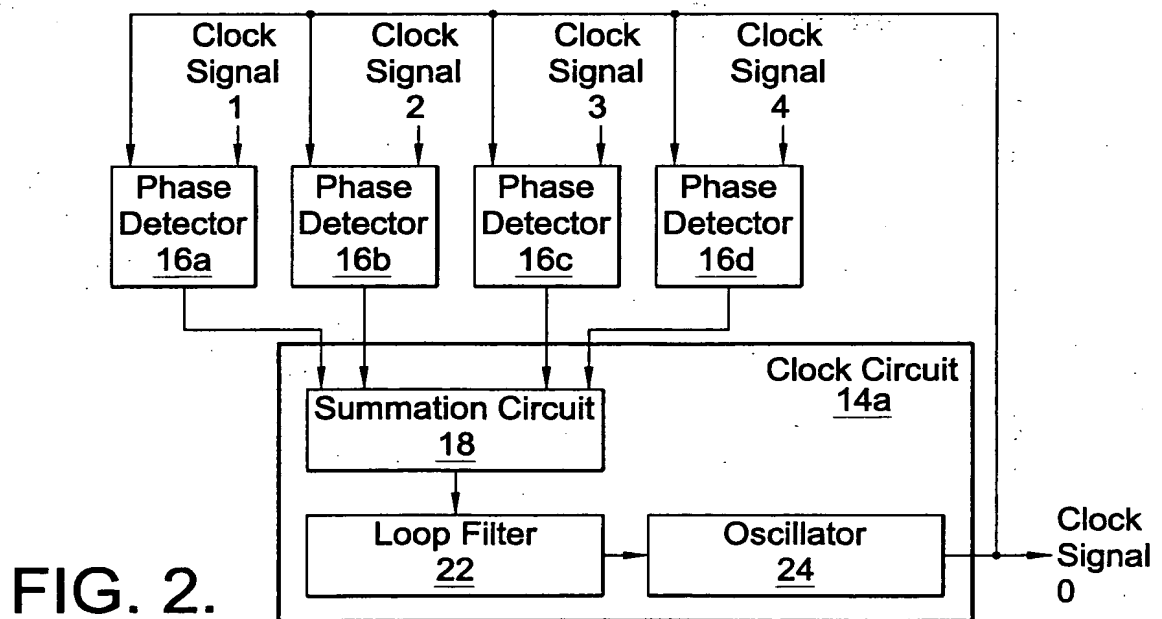 Clock
Signal
1
Clock
Signal
2
Clock
Signal
3
Clock
Signal
4
Phase
Detector
16a
Phase
Detector
16b
Phase
Detector
16c
Phase
Detector
16d
Clock Circuit
14a
Summation Circuit
18
Loop Filter
22
Oscillator
24
Clock
Signal
0
FIG. 2.